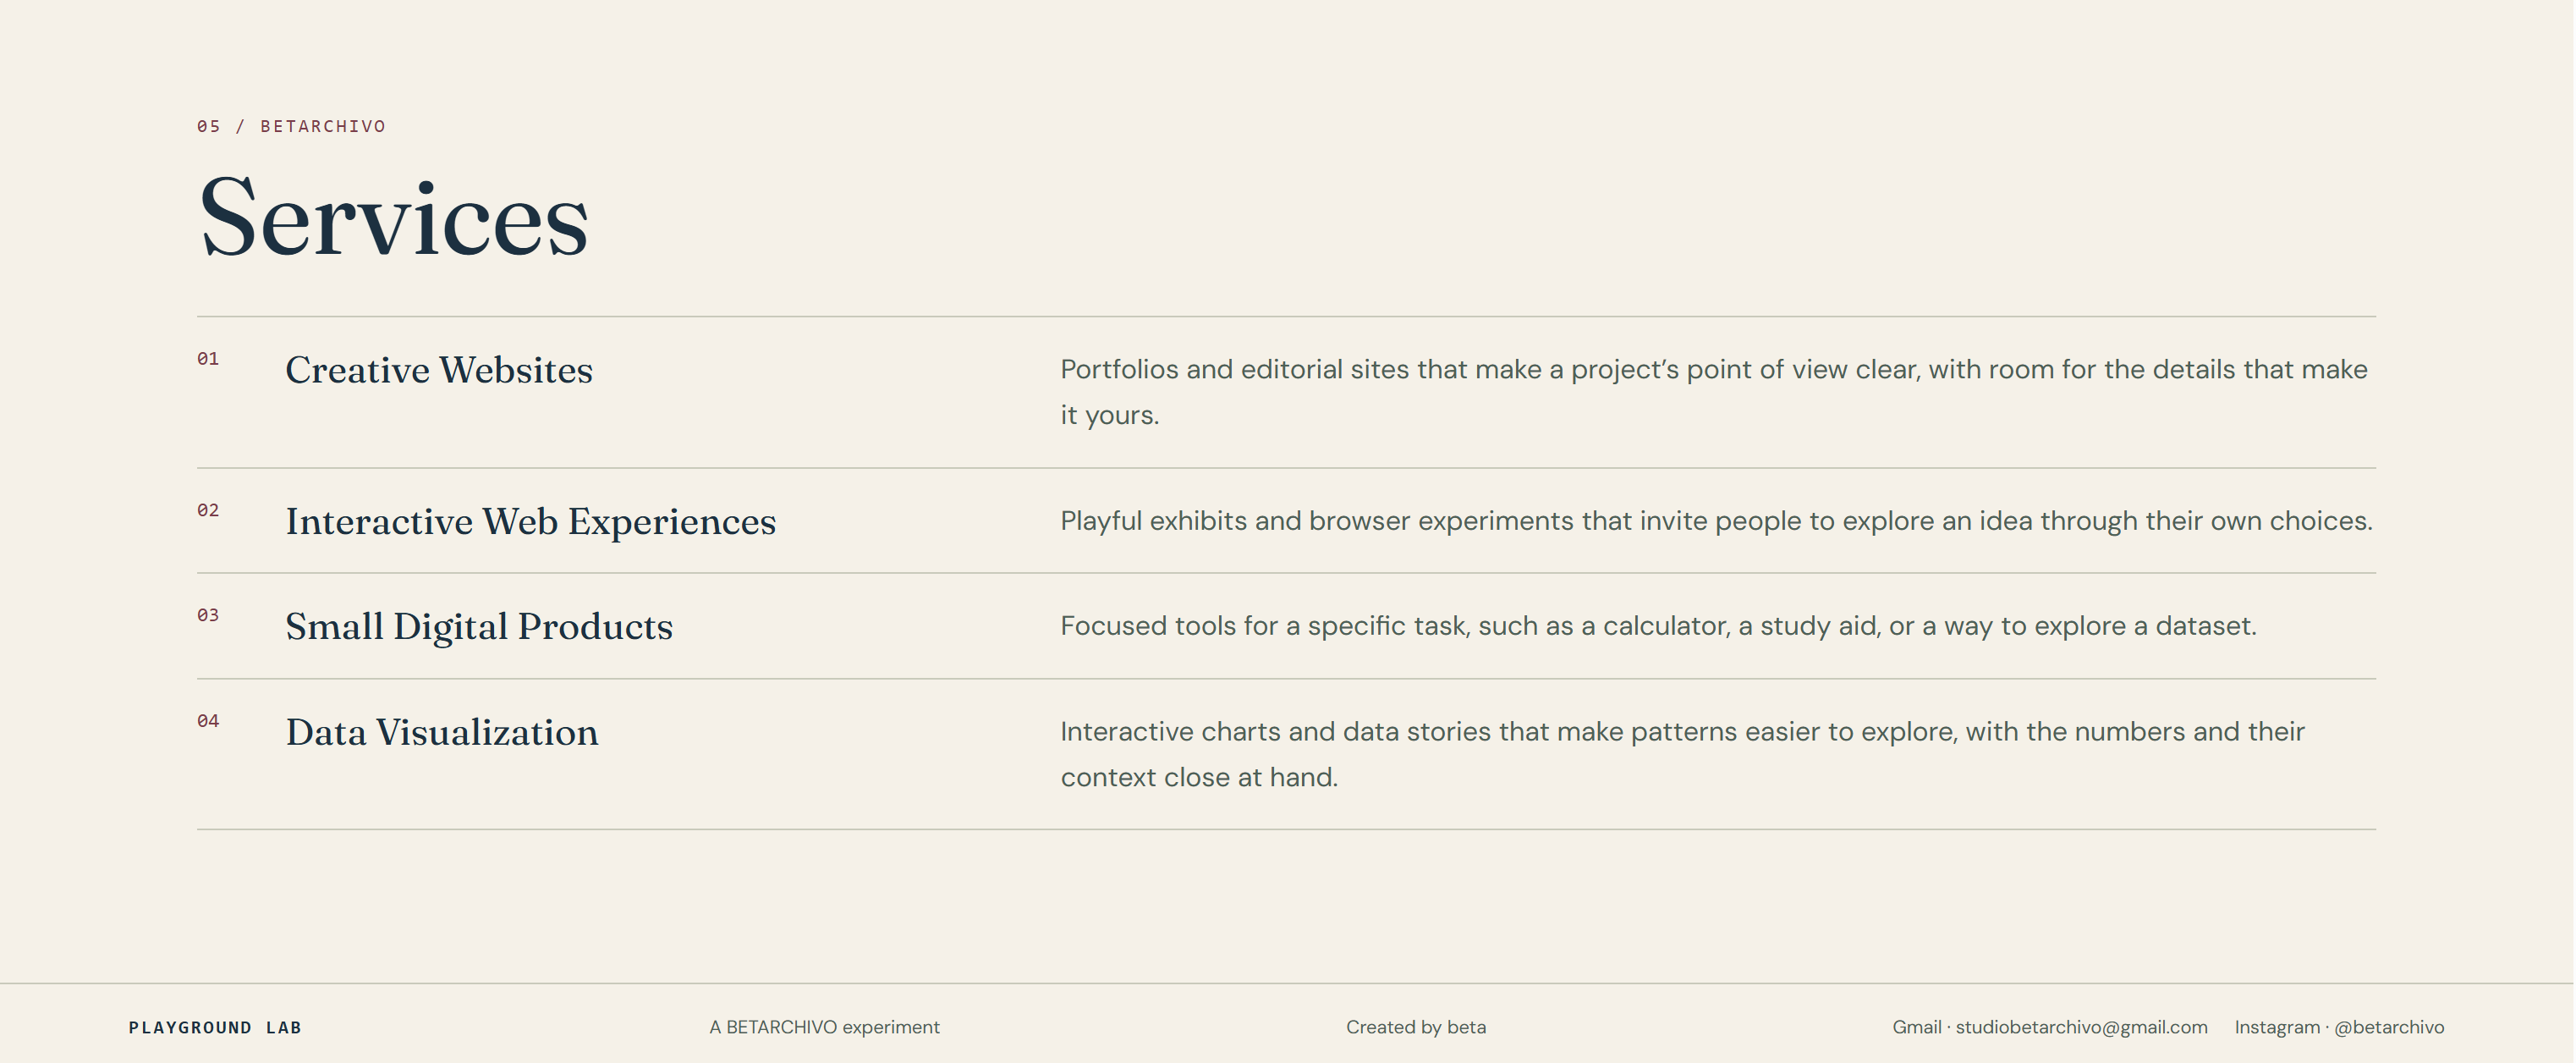 05 / BETARCHIVO
Services
01
Creative Websites
Portfolios and editorial sites that make a project’s point of view clear, with room for the details that make
it yours.
02
Interactive Web Experiences
Playful exhibits and browser experiments that invite people to explore an idea through their own choices.
03
Small Digital Products
Focused tools for a specific task, such as a calculator, a study aid, or a way to explore a dataset.
04
Data Visualization
Interactive charts and data stories that make patterns easier to explore, with the numbers and their
context close at hand.
PLAYGROUND LAB
A BETARCHIVO experiment
Created by beta
Gmail · studiobetarchivo@gmail.com
Instagram · @betarchivo